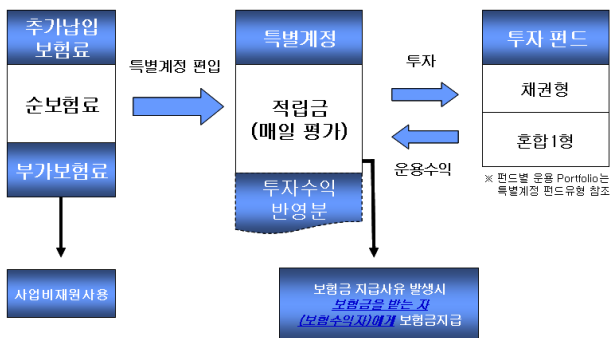 추가납입
보험료
순보험료
부가보험료
사업비재원사용
특별계정 편입
특별계정
적립금
(매일 평가)
투자수익
반영분
투자
운용수익
투자 펀드
채권형
혼합1형
※ 펀드별 운용 Portfolio는
특별계정 펀드유형 참조
보험금 지급사유 발생시
보험금을 받는 자
(보험수익자)에게 보험금지급